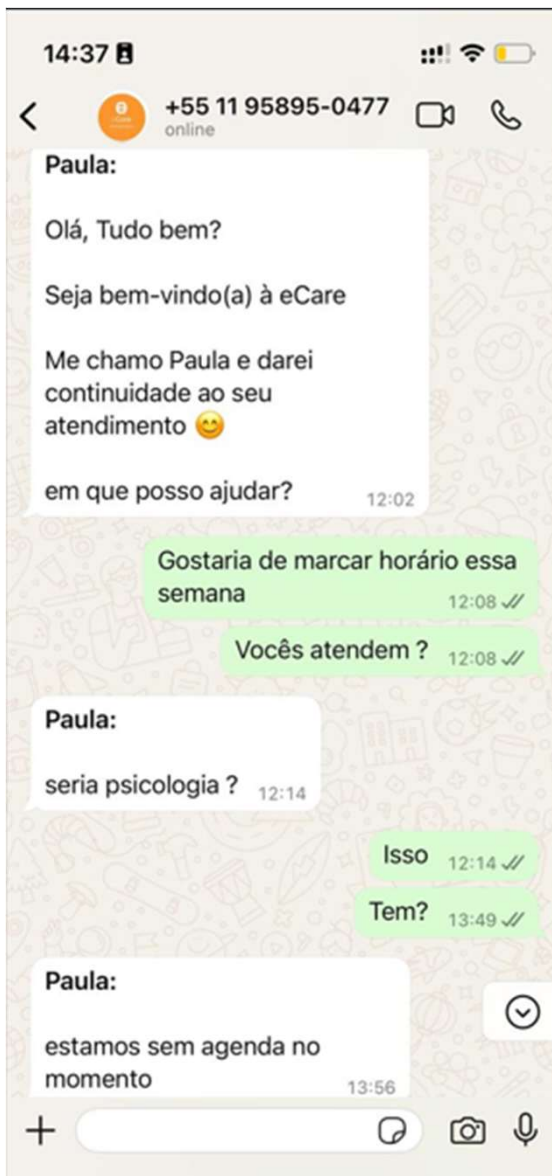 14:37
+55 11 95895-0477
online
Paula:
Olá, Tudo bem?
Seja bem-vindo(a) à eCare
Me chamo Paula e darei
continuidade ao seu
atendimento 😊
em que posso ajudar?
12:02
Gostaria de marcar horário essa
semana
12:08
Vocês atendem ?
12:08
Paula:
seria psicologia ?
12:14
Isso
12:14
Tem?
13:49
Paula:
estamos sem agenda no
momento
13:56